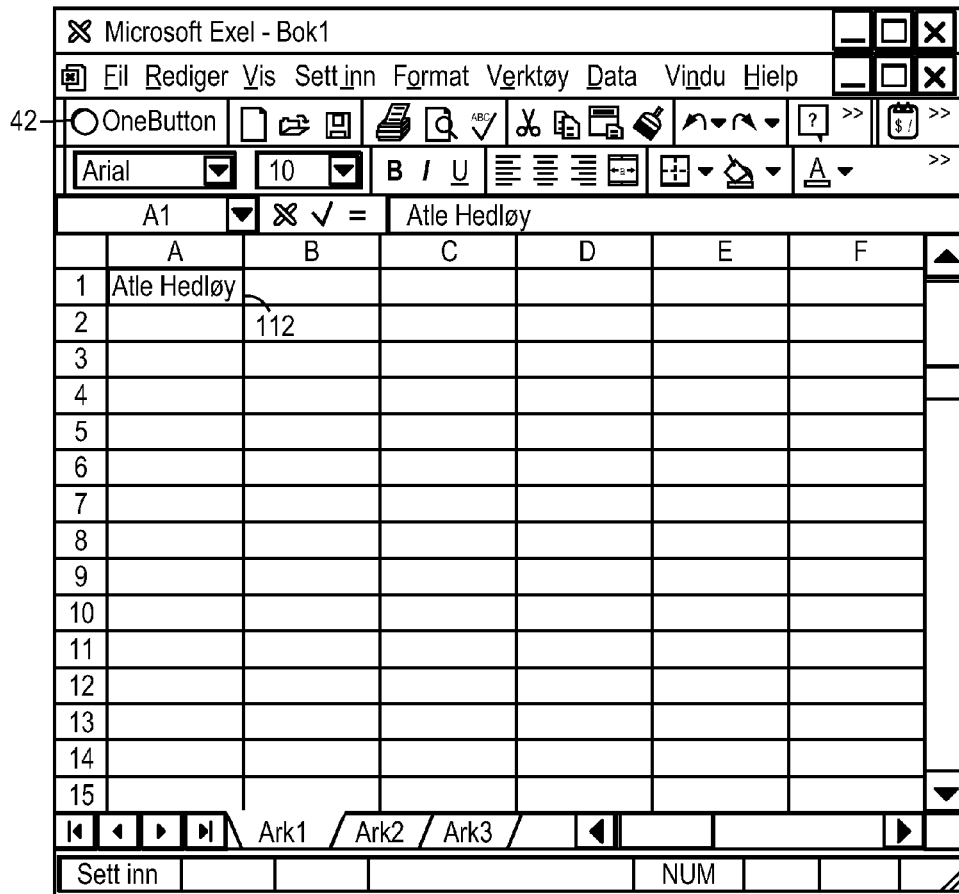 Microsoft Exel - Bok1
Fil Rediger Vis Sett inn Format Verktøy Data Vindu Hielp
42 OneButton ABC ? >> $ / >>
Arial 10 B I U a A >>
A1 = Atle Hedløy
A B C D E F
1 Atle Hedløy
2 112
3
4
5
6
7
8
9
10
11
12
13
14
15
Ark1 Ark2 Ark3
Sett inn NUM